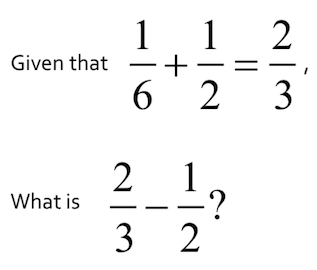 Given that 1/6 + 1/2 = 2/3,
What is 2/3 − 1/2?